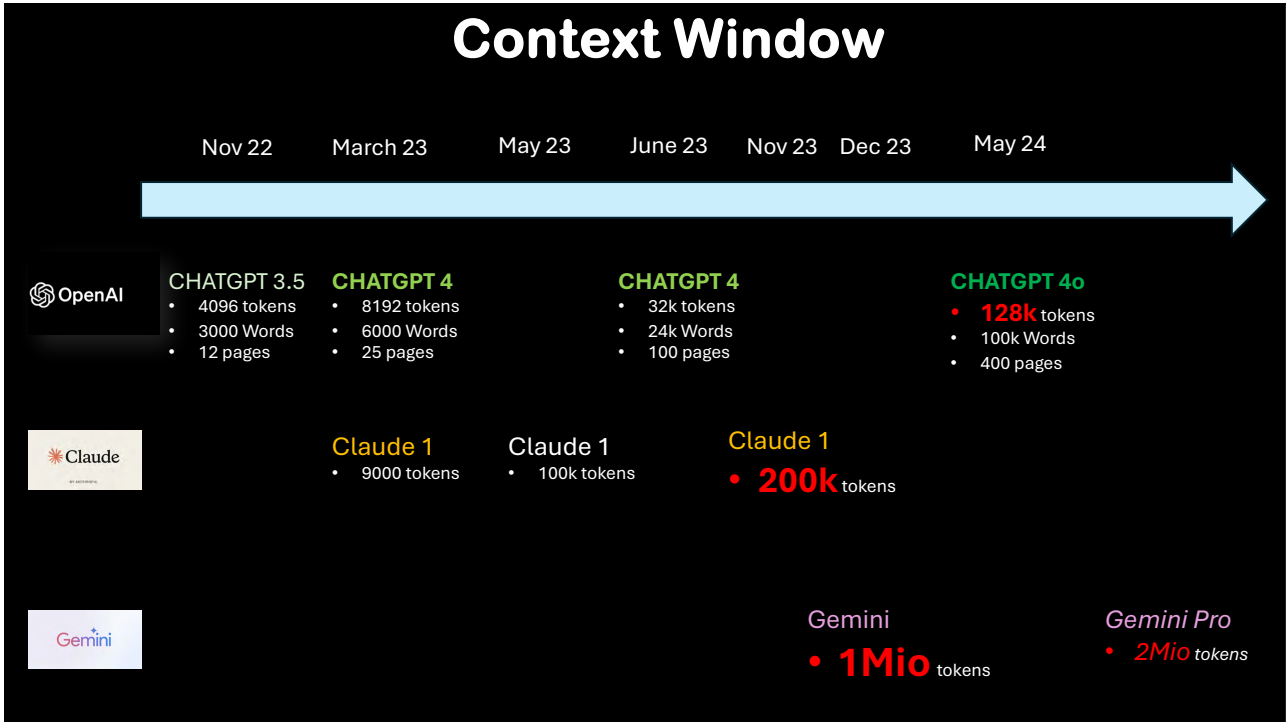 Context Window
Nov 22
March 23
May 23
June 23
Nov 23
Dec 23
May 24
OpenAI
CHATGPT 3.5
• 4096 tokens
• 3000 Words
• 12 pages
CHATGPT 4
• 8192 tokens
• 6000 Words
• 25 pages
CHATGPT 4
• 32k tokens
• 24k Words
• 100 pages
CHATGPT 4o
• 128k tokens
• 100k Words
• 400 pages
Claude
BY ANTHROPIC
Claude 1
• 9000 tokens
Claude 1
• 100k tokens
Claude 1
• 200k tokens
Gemini
Gemini
• 1Mio tokens
Gemini Pro
• 2Mio tokens